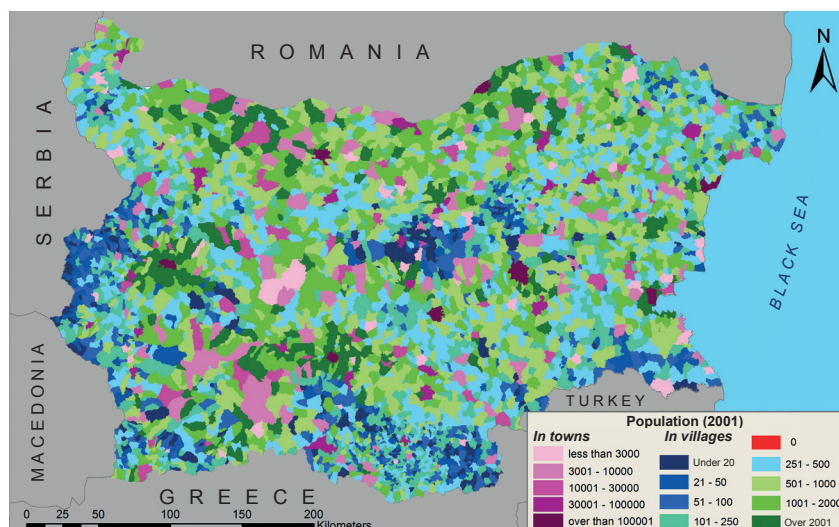 ROMANIA
N
SERBIA
BLACK SEA
MACEDONIA
TURKEY
GREECE
0 25 50 100 150 200
Kilometers
Population (2001)
In towns
less than 3000
3001 - 10000
10001 - 30000
30001 - 100000
over than 100001
In villages
Under 20
21 - 50
51 - 100
101 - 250
0
251 - 500
501 - 1000
1001 - 2000